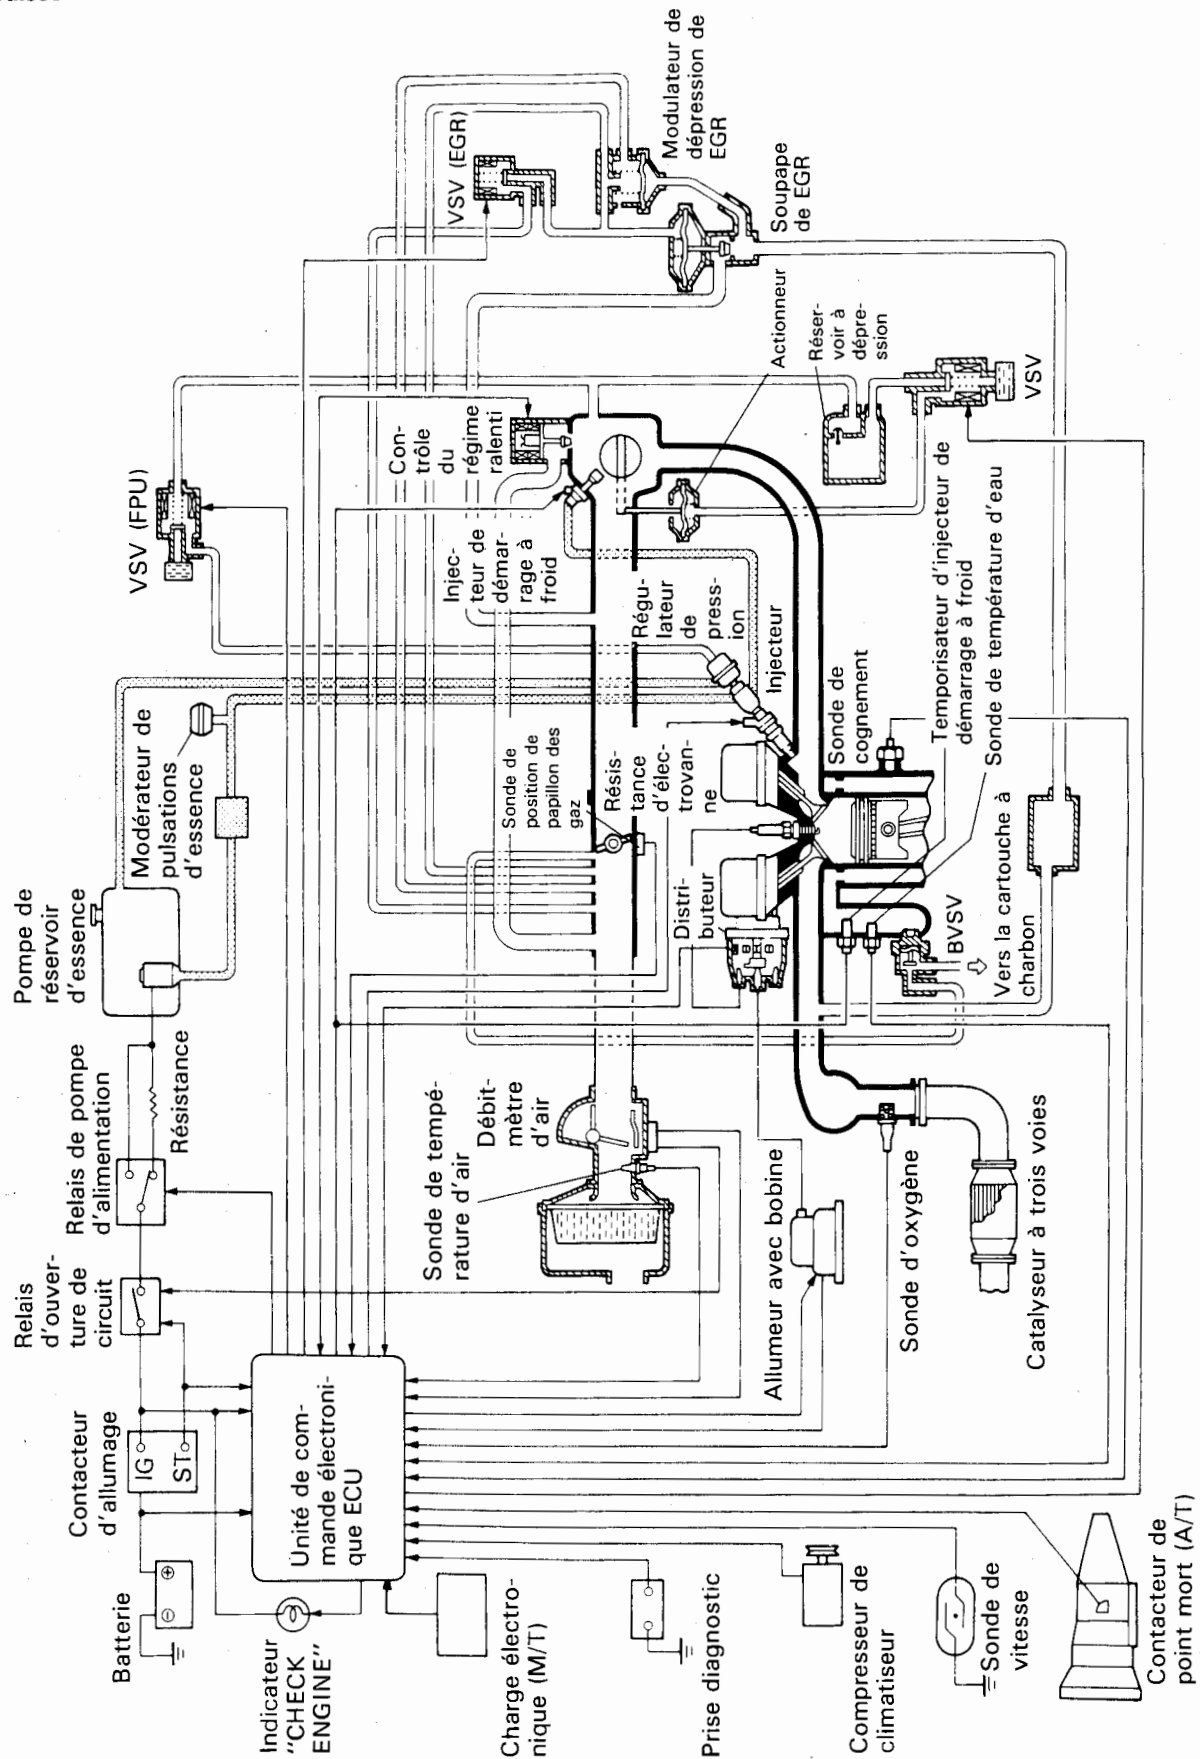 VSV (FPU)
VSV (EGR)
Modulateur de
dépression de
EGR
Soupape
de EGR
Actionneur
Réser-
voir à
dépre-
ssion
VSV
Con-
trôle
du
régime
ralenti
Injec-
teur de
démar-
rage à
froid
Régu-
lateur
de
press-
ion
Injecteur
Sonde de
cognement
Temporisateur d'injecteur de
démarrage à froid
Sonde de température d'eau
Pompe de
réservoir
d'essence
Modérateur de
pulsations
d'essence
Sonde de
position de
papillon des
gaz
Résis-
tance
d'élec-
trovan-
ne
Distri-
buteur
BVSV
Vers la cartouche à
charbon
Relais de pompe
d'alimentation
Résistance
Relais
d'ouver-
ture de
circuit
Sonde de tempé-
rature d'air
Débit-
mètre
d'air
Allumeur avec bobine
Sonde d'oxygène
Catalyseur à trois voies
Contacteur
d'allumage
IG
ST
Unité de com-
mande électroni-
que ECU
Batterie
Indicateur
"CHECK
ENGINE"
Charge électro-
nique (M/T)
Prise diagnostic
Compresseur de
climatiseur
Sonde de
vitesse
Contacteur de
point mort (A/T)